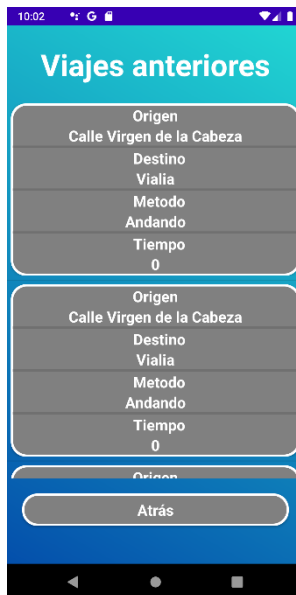 10:02
Viajes anteriores
Origen
Calle Virgen de la Cabeza
Destino
Vialia
Metodo
Andando
Tiempo
0
Origen
Calle Virgen de la Cabeza
Destino
Vialia
Metodo
Andando
Tiempo
0
Origen
Atrás